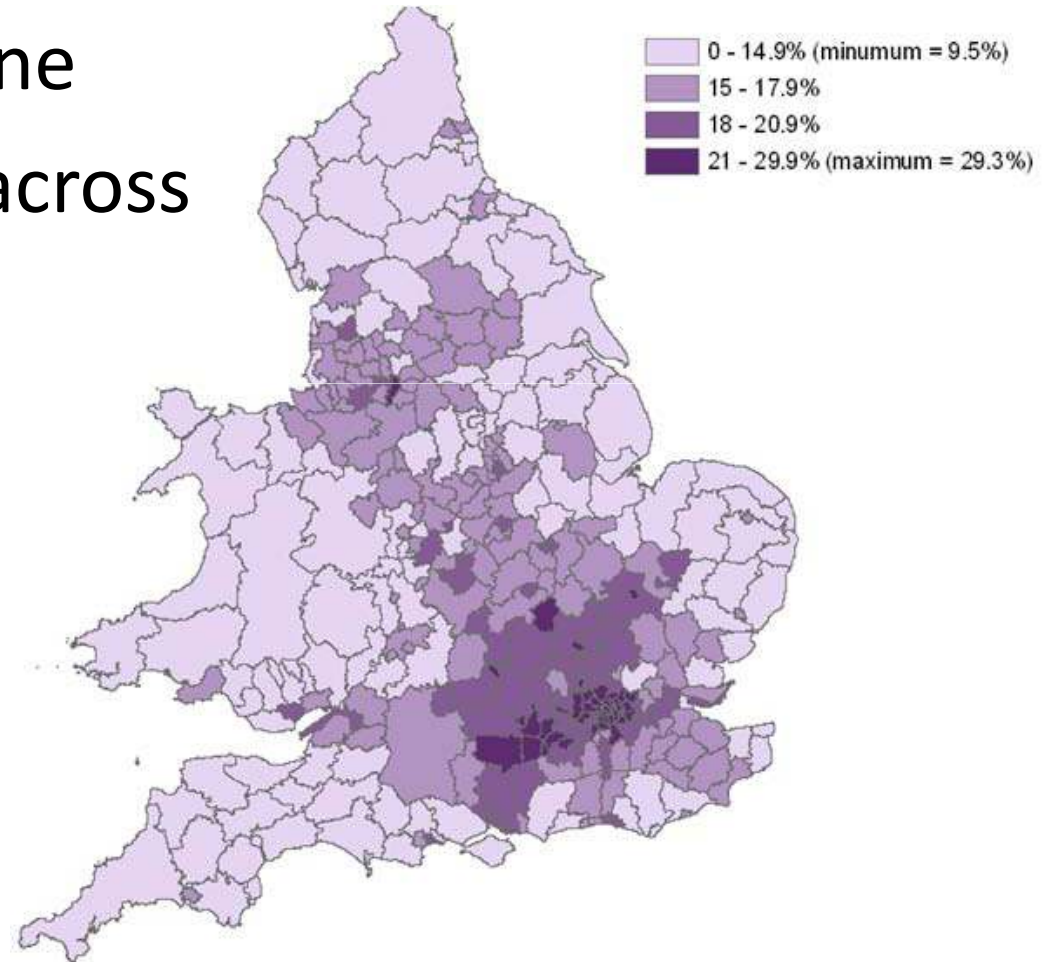 ne
across
0 - 14.9% (minumum = 9.5%)
15 - 17.9%
18 - 20.9%
21 - 29.9% (maximum = 29.3%)